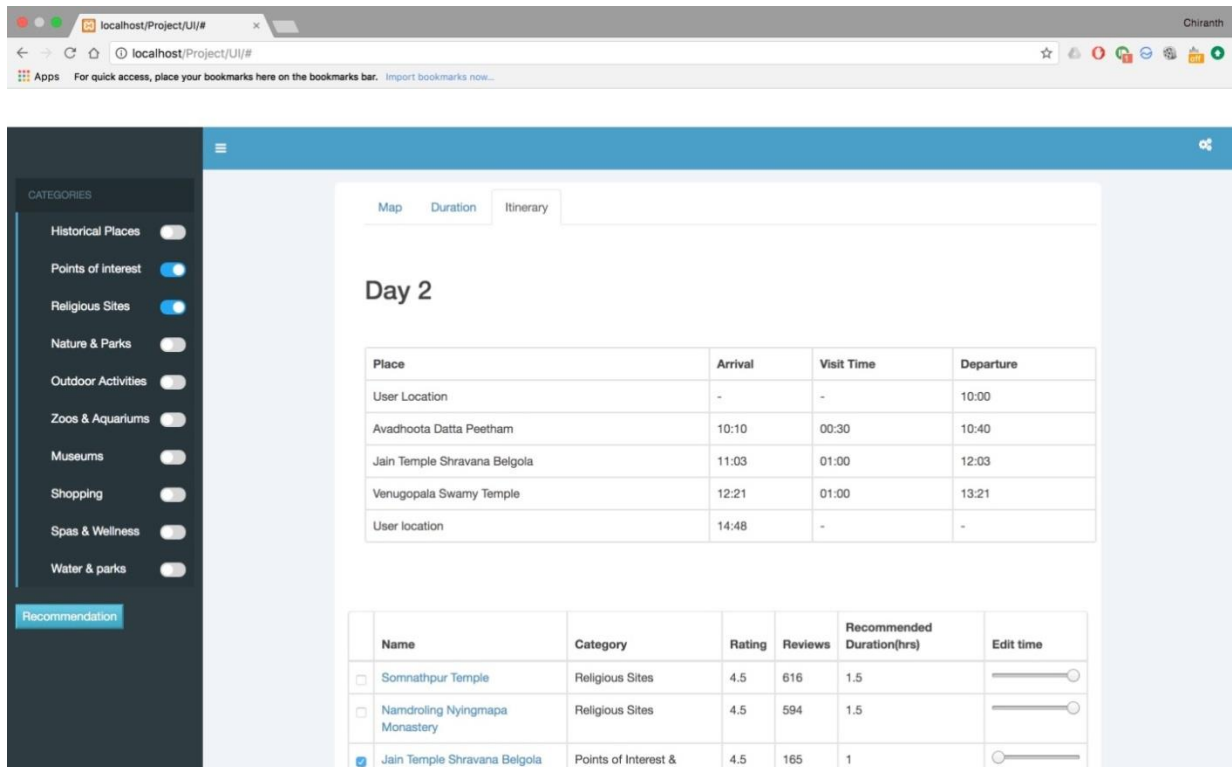 localhost/Project/UI/#
Chiranth
localhost/Project/UI/#
Apps For quick access, place your bookmarks here on the bookmarks bar. Import bookmarks now...
CATEGORIES
Historical Places
Points of interest
Religious Sites
Nature & Parks
Outdoor Activities
Zoos & Aquariums
Museums
Shopping
Spas & Wellness
Water & parks
Recommendation
Map Duration Itinerary
Day 2
Place Arrival Visit Time Departure
User Location - - 10:00
Avadhoota Datta Peetham 10:10 00:30 10:40
Jain Temple Shravana Belgola 11:03 01:00 12:03
Venugopala Swamy Temple 12:21 01:00 13:21
User location 14:48 - -
Name Category Rating Reviews Recommended Duration(hrs) Edit time
Somnathpur Temple Religious Sites 4.5 616 1.5
Namdroling Nyingmapa Religious Sites 4.5 594 1.5
Monastery
Jain Temple Shravana Belgola Points of Interest & 4.5 165 1